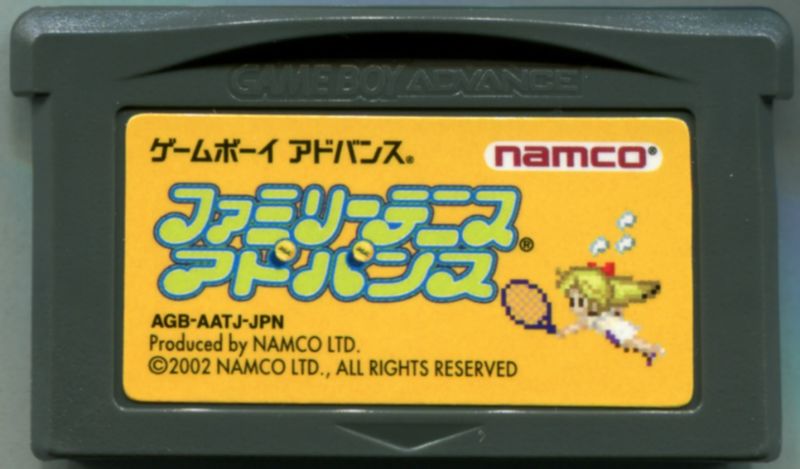 GAME BOY ADVANCE
ゲームボーイ アドバンス®
namco®
ファミリーテニス
アドバンス®
AGB-AATJ-JPN
Produced by NAMCO LTD.
©2002 NAMCO LTD., ALL RIGHTS RESERVED